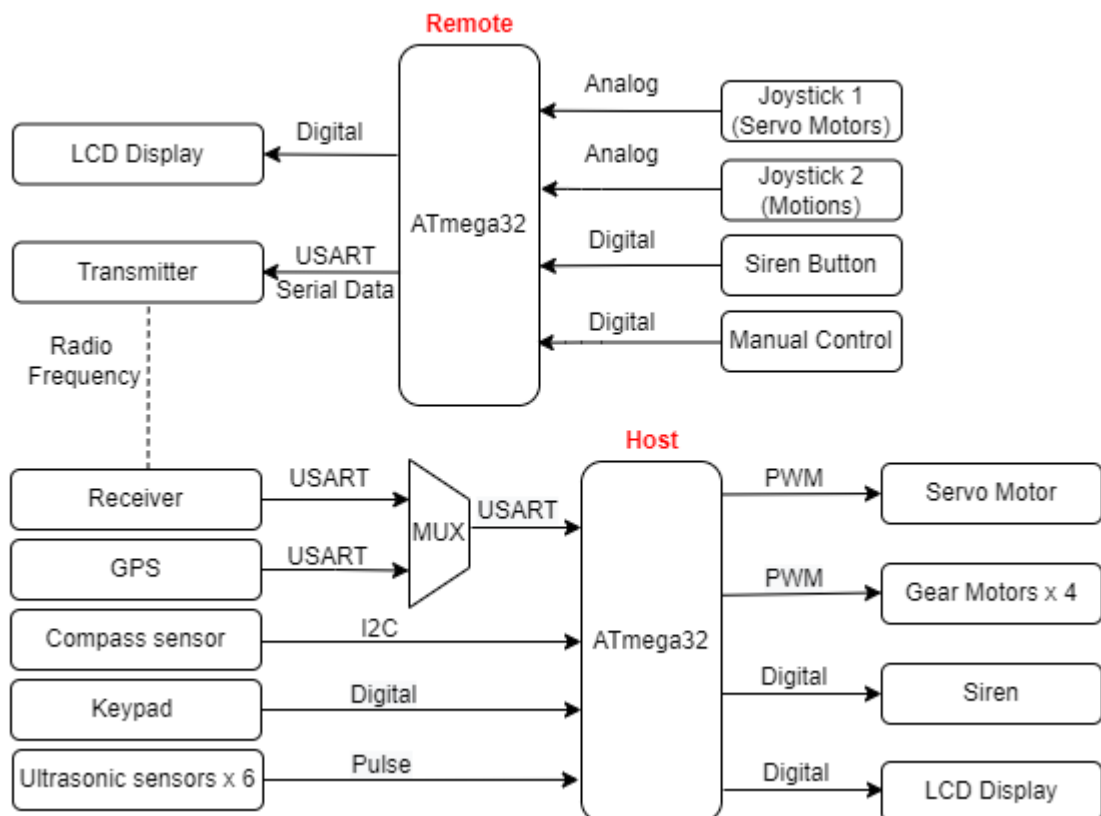 Remote
Analog
Joystick 1
(Servo Motors)
Digital
LCD Display
Analog
Joystick 2
(Motions)
ATmega32
Digital
Siren Button
USART
Serial Data
Transmitter
Digital
Manual Control
Radio
Frequency
Host
Receiver
USART
MUX
USART
GPS
USART
Compass sensor
I2C
Keypad
Digital
Ultrasonic sensors x 6
Pulse
ATmega32
PWM
Servo Motor
PWM
Gear Motors x 4
Digital
Siren
Digital
LCD Display